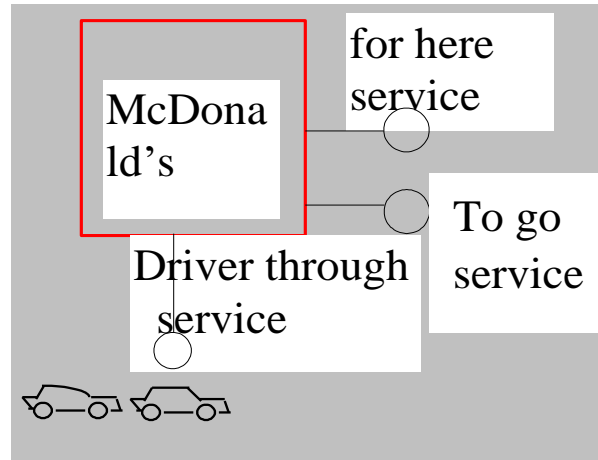 for here
service
McDona
ld’s
To go
service
Driver through
service